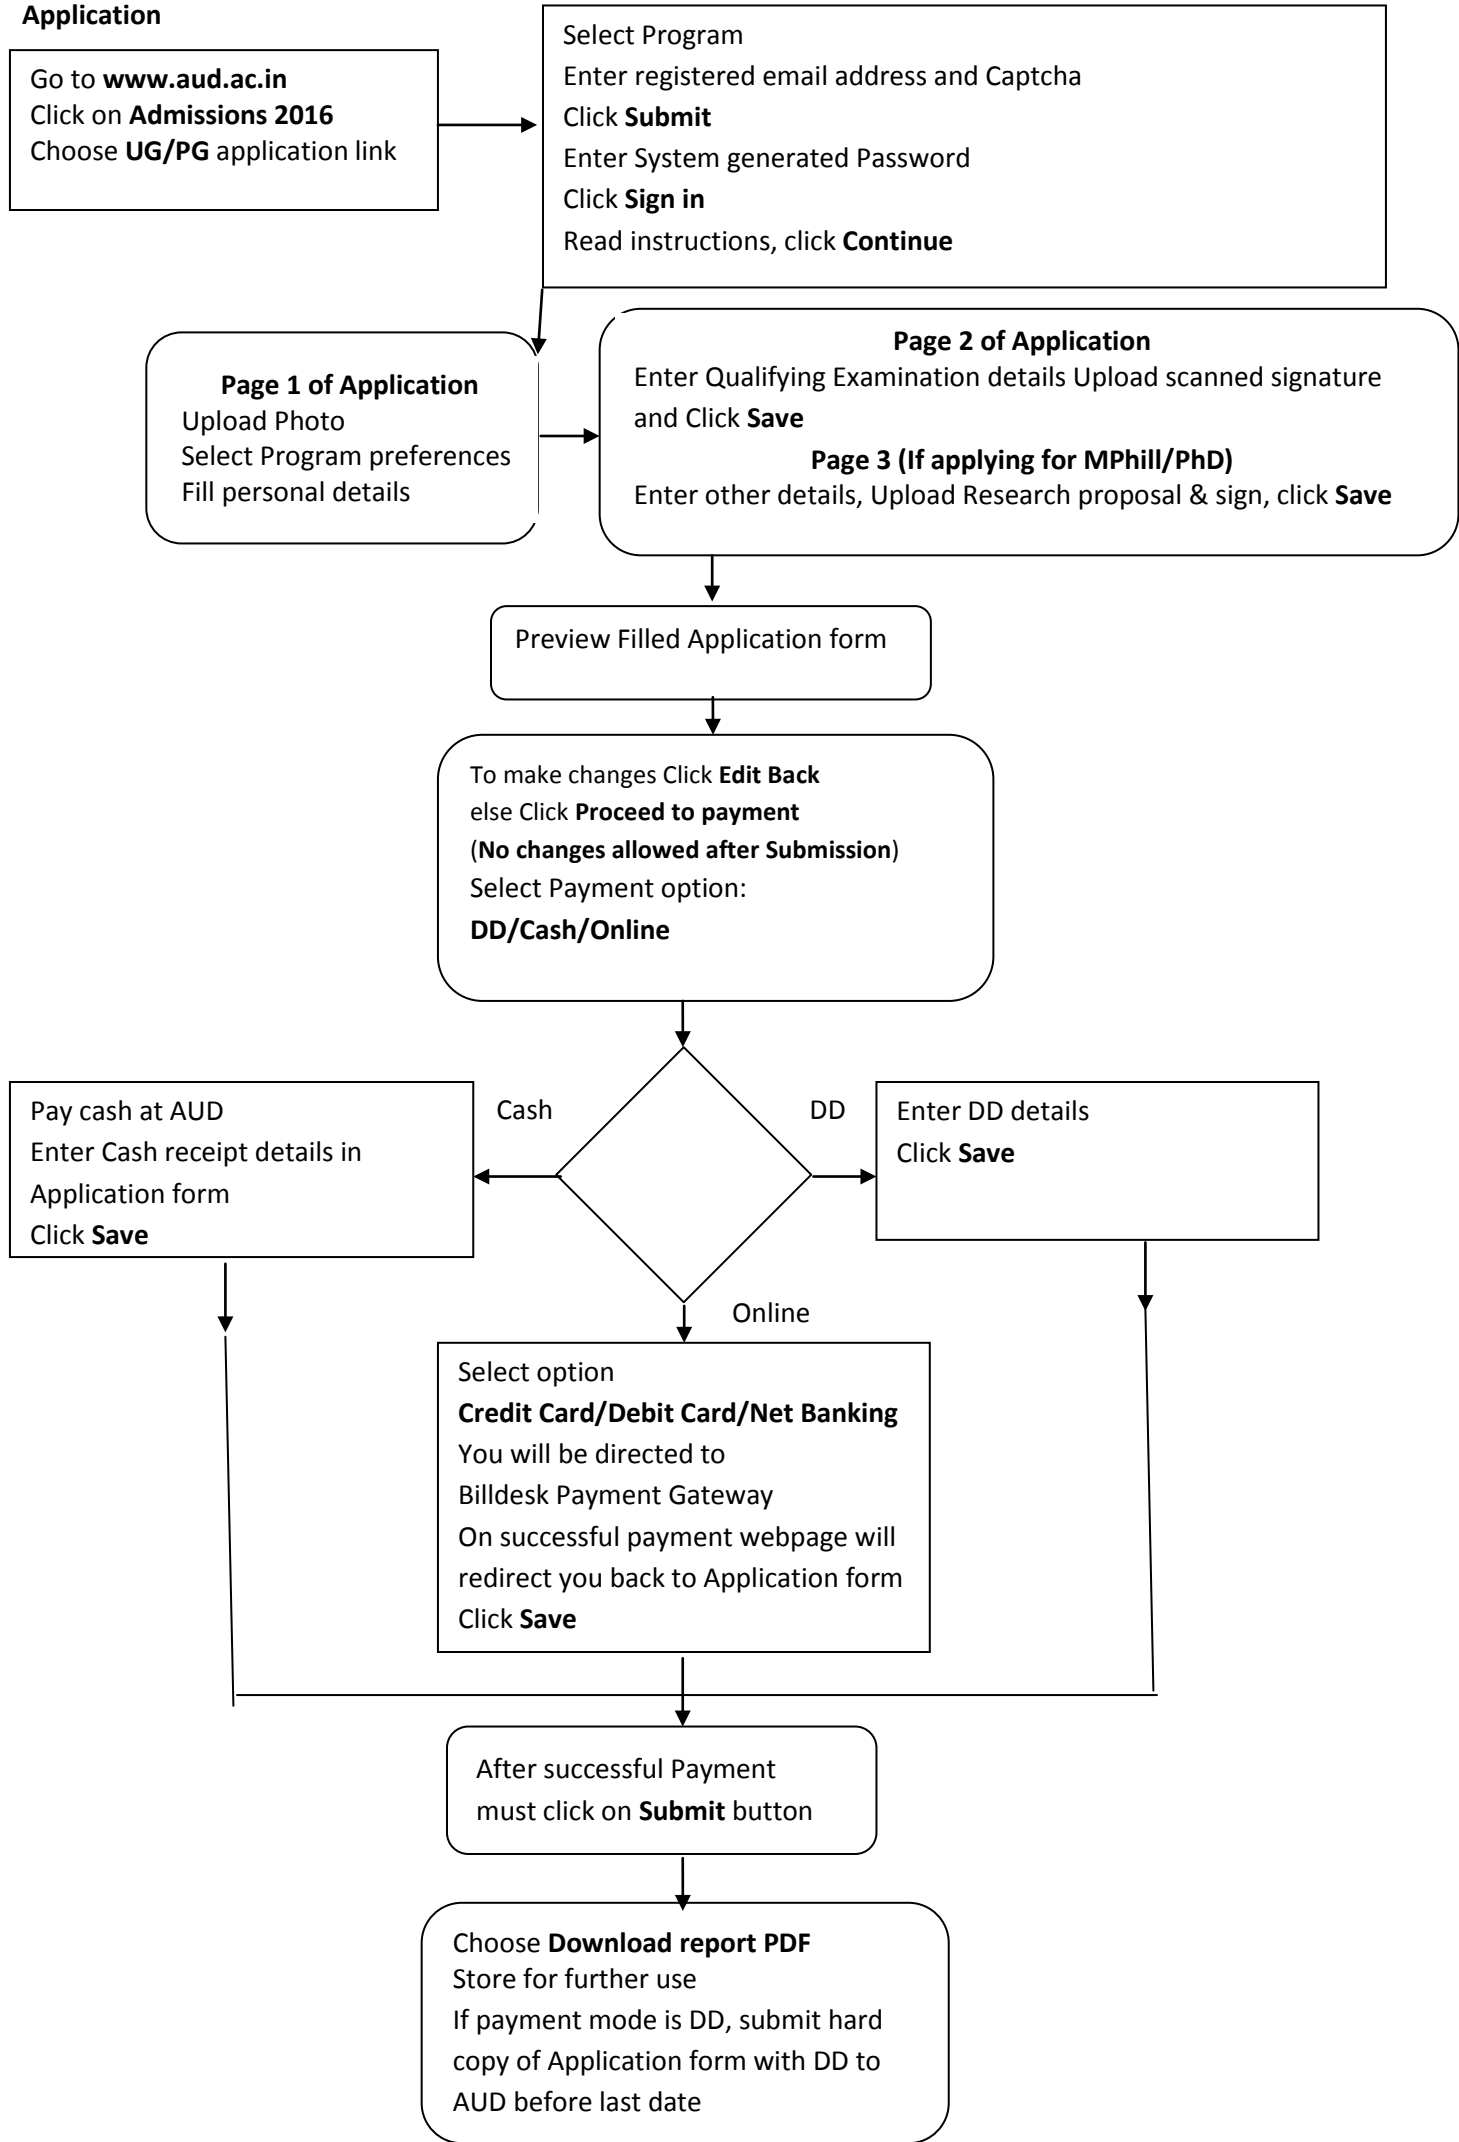 Application
Go to www.aud.ac.in
Click on Admissions 2016
Choose UG/PG application link
Select Program
Enter registered email address and Captcha
Click Submit
Enter System generated Password
Click Sign in
Read instructions, click Continue
Page 1 of Application
Upload Photo
Select Program preferences
Fill personal details
Page 2 of Application
Enter Qualifying Examination details Upload scanned signature
and Click Save
Page 3 (If applying for MPhill/PhD)
Enter other details, Upload Research proposal & sign, click Save
Preview Filled Application form
To make changes Click Edit Back
else Click Proceed to payment
(No changes allowed after Submission)
Select Payment option:
DD/Cash/Online
Pay cash at AUD
Enter Cash receipt details in
Application form
Click Save
Cash
DD
Enter DD details
Click Save
Online
Select option
Credit Card/Debit Card/Net Banking
You will be directed to
Billdesk Payment Gateway
On successful payment webpage will
redirect you back to Application form
Click Save
After successful Payment
must click on Submit button
Choose Download report PDF
Store for further use
If payment mode is DD, submit hard
copy of Application form with DD to
AUD before last date